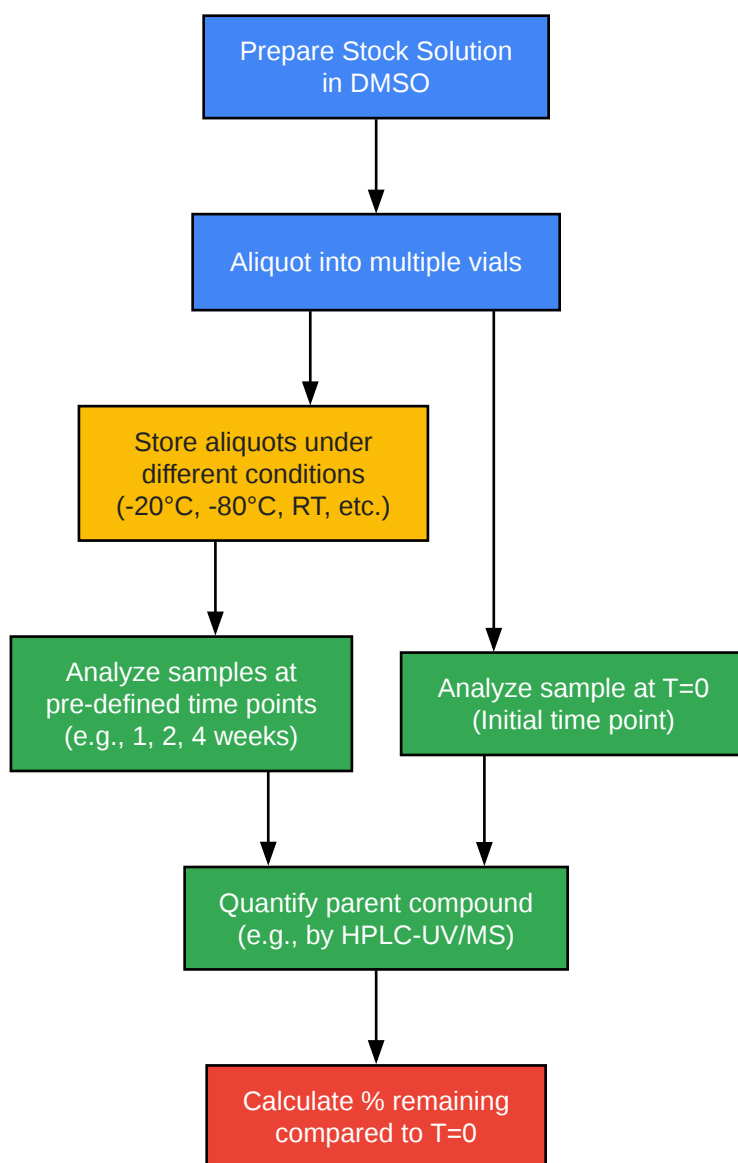 Prepare Stock Solution
in DMSO
Aliquot into multiple vials
Store aliquots under
different conditions
(-20°C, -80°C, RT, etc.)
Analyze samples at
pre-defined time points
(e.g., 1, 2, 4 weeks)
Analyze sample at T=0
(Initial time point)
Quantify parent compound
(e.g., by HPLC-UV/MS)
Calculate % remaining
compared to T=0